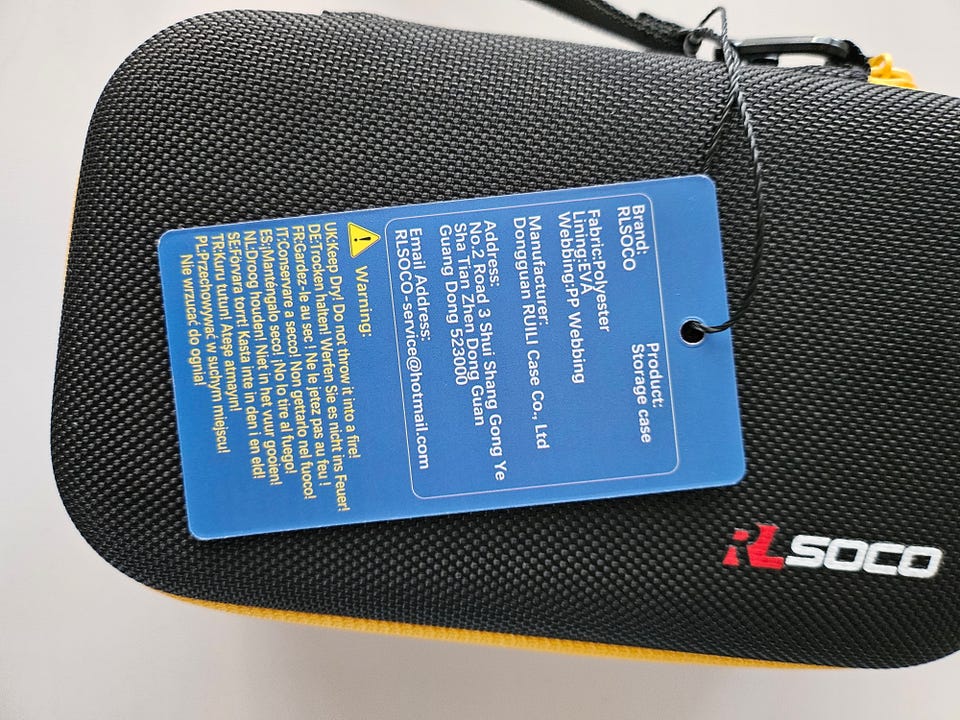 Brand:
RLSOCO
Product:
Storage case
Fabric:Polyester
Lining:EVA
Webbing:PP Webbing
Manufacturer:
Dongguan RUILI Case Co., Ltd
Address:
No.2 Road 3 Shui Shang Gong Ye
Sha Tian Zhen Dong Guan
Guang Dong 523000
Email Address:
RLSOCO-service@hotmail.com
Warning:
UK:Keep Dry! Do not throw it into a fire!
DE:Trocken halten! Werfen Sie es nicht ins Feuer!
FR:Gardez-le au sec ! Ne le jetez pas au feu !
IT:Conservare a secco! Non gettarlo nel fuoco!
ES:¡Manténgalo seco! ¡No lo tire al fuego!
NL:Droog houden! Niet in het vuur gooien!
SE:Förvara torrt! Kasta inte in den i en eld!
TR:Kuru tutun! Ateşe atmayın!
PL:Przechowywać w suchym miejscu!
Nie wrzucać do ognia!
RLSOCO